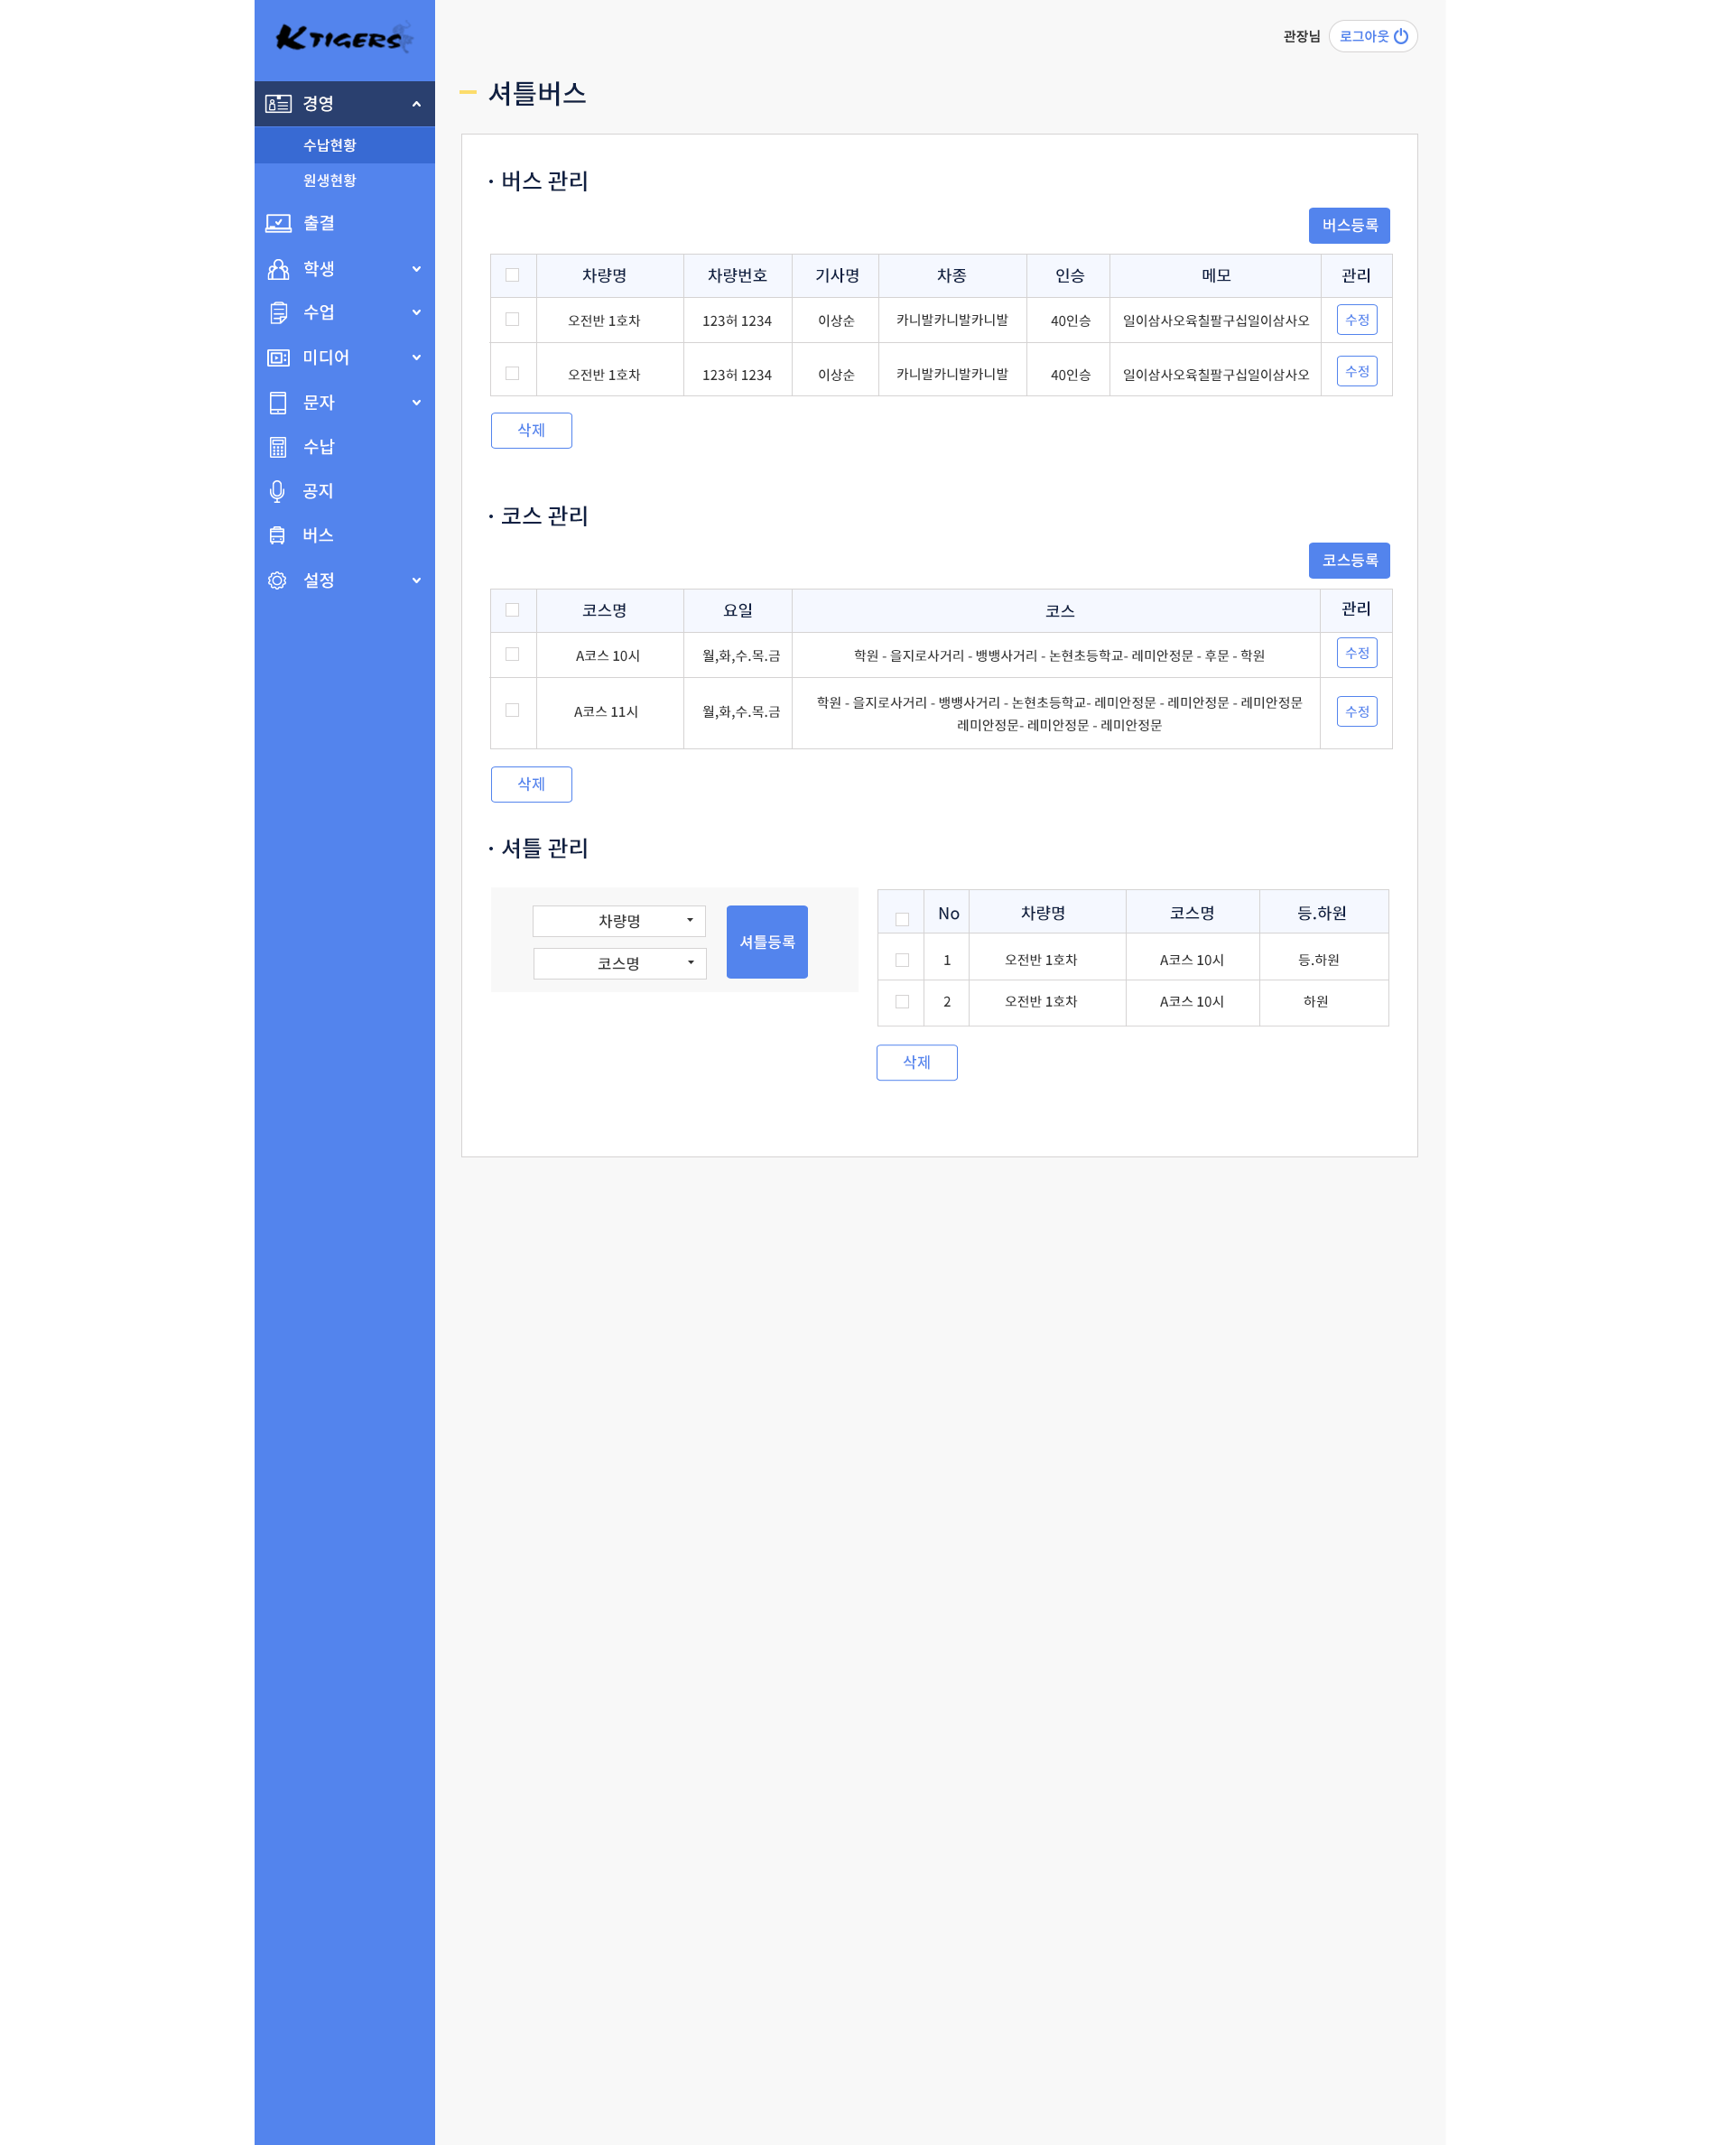 KTIGERS
관장님 로그아웃
경영
수납현황
원생현황
출결
학생
수업
미디어
문자
수납
공지
버스
설정
셔틀버스
· 버스 관리
버스등록
차량명 차량번호 기사명 차종 인승 메모 관리
오전반 1호차 123허 1234 이상순 카니발카니발카니발 40인승 일이삼사오육칠팔구십일이삼사오 수정
오전반 1호차 123허 1234 이상순 카니발카니발카니발 40인승 일이삼사오육칠팔구십일이삼사오 수정
삭제
· 코스 관리
코스등록
코스명 요일 코스 관리
A코스 10시 월,화,수.목.금 학원 - 을지로사거리 - 뱅뱅사거리 - 논현초등학교- 레미안정문 - 후문 - 학원 수정
A코스 11시 월,화,수.목.금 학원 - 을지로사거리 - 뱅뱅사거리 - 논현초등학교- 레미안정문 - 레미안정문 - 레미안정문 수정
레미안정문- 레미안정문 - 레미안정문
삭제
· 셔틀 관리
차량명
코스명
셔틀등록
No 차량명 코스명 등.하원
1 오전반 1호차 A코스 10시 등.하원
2 오전반 1호차 A코스 10시 하원
삭제